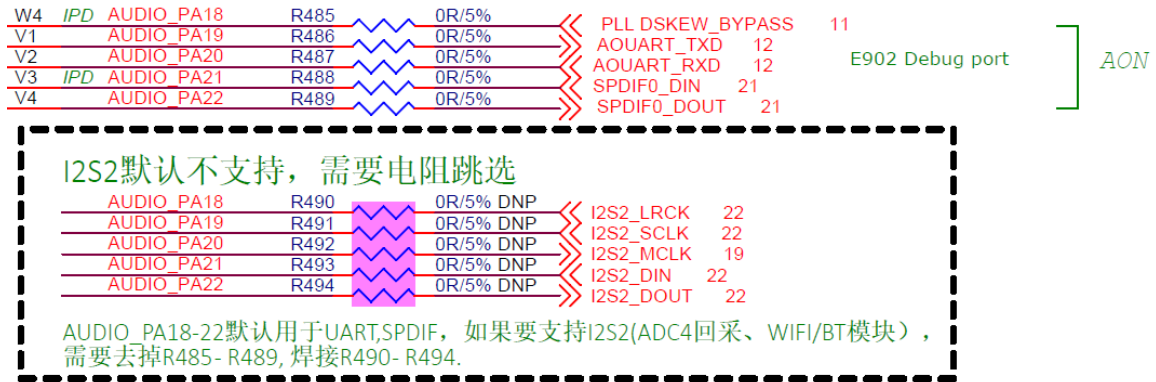 W4 IPD AUDIO_PA18 R485 0R/5% PLL DSKEW_BYPASS 11
V1 AUDIO_PA19 R486 0R/5% AOUART_TXD 12
V2 AUDIO_PA20 R487 0R/5% AOUART_RXD 12 E902 Debug port AON
V3 IPD AUDIO_PA21 R488 0R/5% SPDIF0_DIN 21
V4 AUDIO_PA22 R489 0R/5% SPDIF0_DOUT 21
I2S2默认不支持，需要电阻跳选
AUDIO_PA18 R490 0R/5% DNP I2S2_LRCK 22
AUDIO_PA19 R491 0R/5% DNP I2S2_SCLK 22
AUDIO_PA20 R492 0R/5% DNP I2S2_MCLK 19
AUDIO_PA21 R493 0R/5% DNP I2S2_DIN 22
AUDIO_PA22 R494 0R/5% DNP I2S2_DOUT 22
AUDIO_PA18-22默认用于UART,SPDIF，如果要支持I2S2(ADC4回采、WIFI/BT模块），
需要去掉R485-R489, 焊接R490-R494.